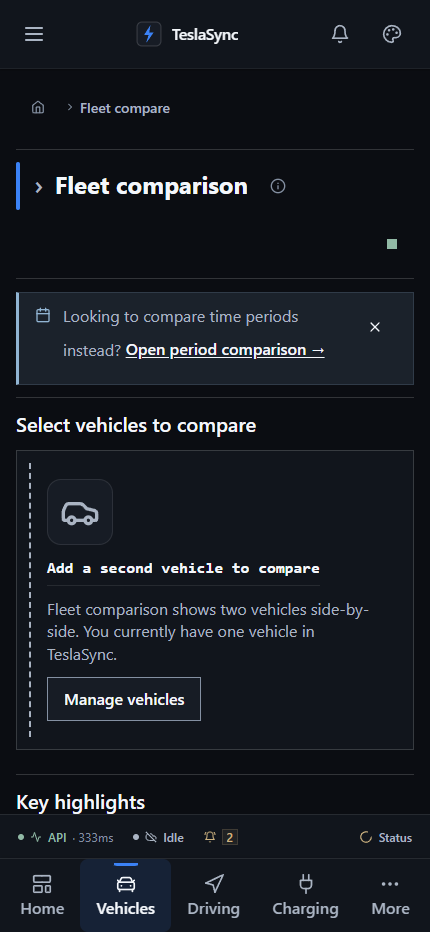 TeslaSync
Fleet compare
Fleet comparison
Looking to compare time periods
instead? Open period comparison →
Select vehicles to compare
Add a second vehicle to compare
Fleet comparison shows two vehicles side-by-
side. You currently have one vehicle in
TeslaSync.
Manage vehicles
Key highlights
API · 333ms Idle 2 Status
Home Vehicles Driving Charging More